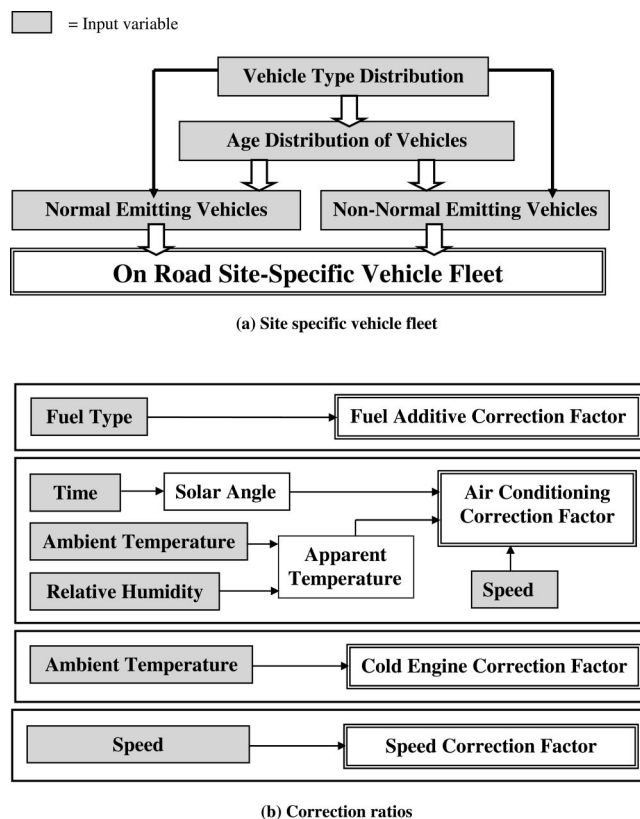 = Input variable
Vehicle Type Distribution
Age Distribution of Vehicles
Normal Emitting Vehicles
Non-Normal Emitting Vehicles
On Road Site-Specific Vehicle Fleet
(a) Site specific vehicle fleet
Fuel Type
Fuel Additive Correction Factor
Time
Solar Angle
Air Conditioning
Correction Factor
Ambient Temperature
Apparent
Temperature
Relative Humidity
Speed
Ambient Temperature
Cold Engine Correction Factor
Speed
Speed Correction Factor
(b) Correction ratios